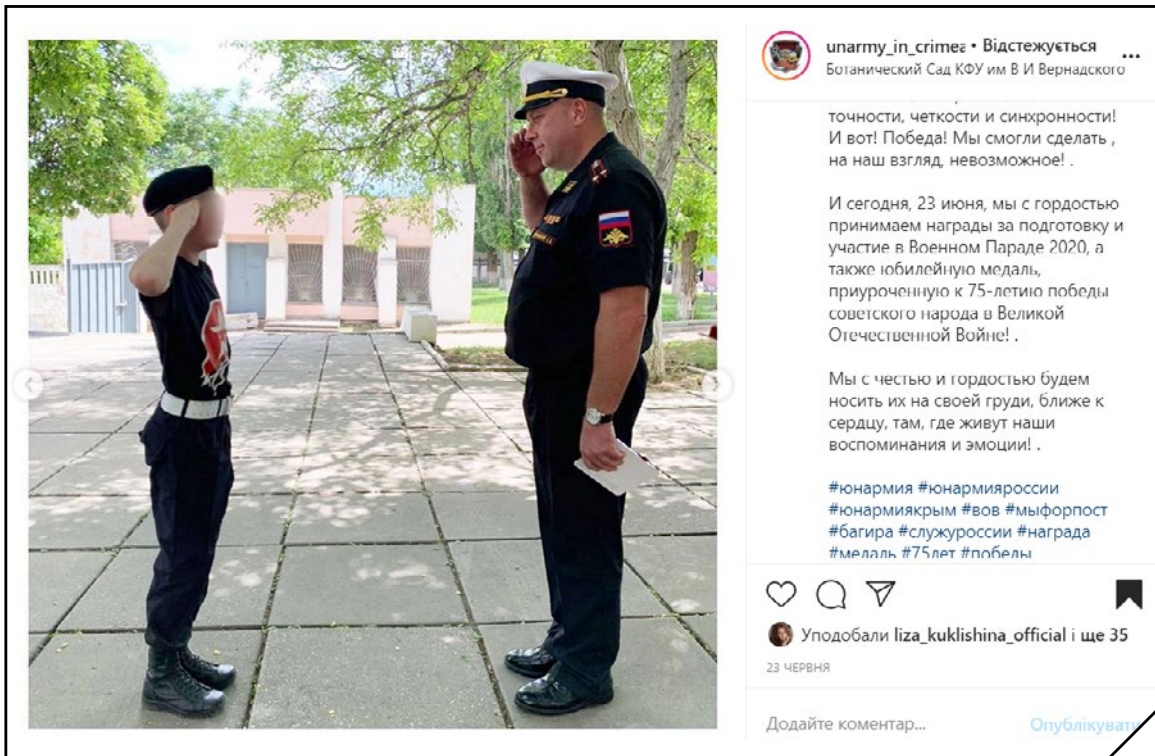 unarmy_in_crimea • Відстежується
Ботанический Сад КФУ им В И Вернадского
точности, четкости и синхронности!
И вот! Победа! Мы смогли сделать ,
на наш взгляд, невозможное! .
И сегодня, 23 июня, мы с гордостью
принимаем награды за подготовку и
участие в Военном Параде 2020, а
также юбилейную медаль,
приуроченную к 75-летию победы
советского народа в Великой
Отечественной Войне! .
Мы с честью и гордостью будем
носить их на своей груди, ближе к
сердцу, там, где живут наши
воспоминания и эмоции! .
#юнармия #юнармияроссии
#юнармиякрым #вов #мыфорпост
#багира #служуроссии #награда
#медаль #75лет #победы
Уподобали liza_kuklishina_official і ще 35
23 ЧЕРВНЯ
Додайте коментар...
Опублікувати